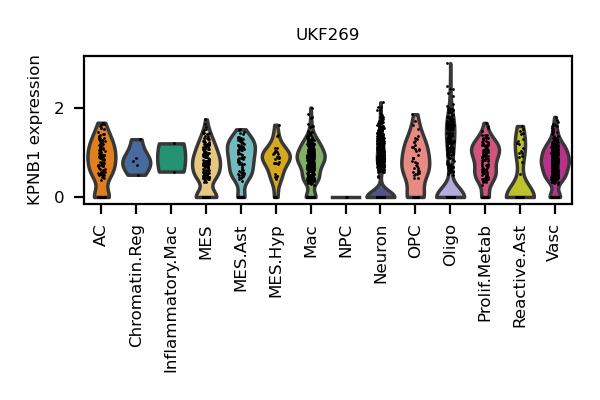 UKF269
KPNB1 expression
2
0
AC
Chromatin.Reg
Inflammatory.Mac
MES
MES.Ast
MES.Hyp
Mac
NPC
Neuron
OPC
Oligo
Prolif.Metab
Reactive.Ast
Vasc